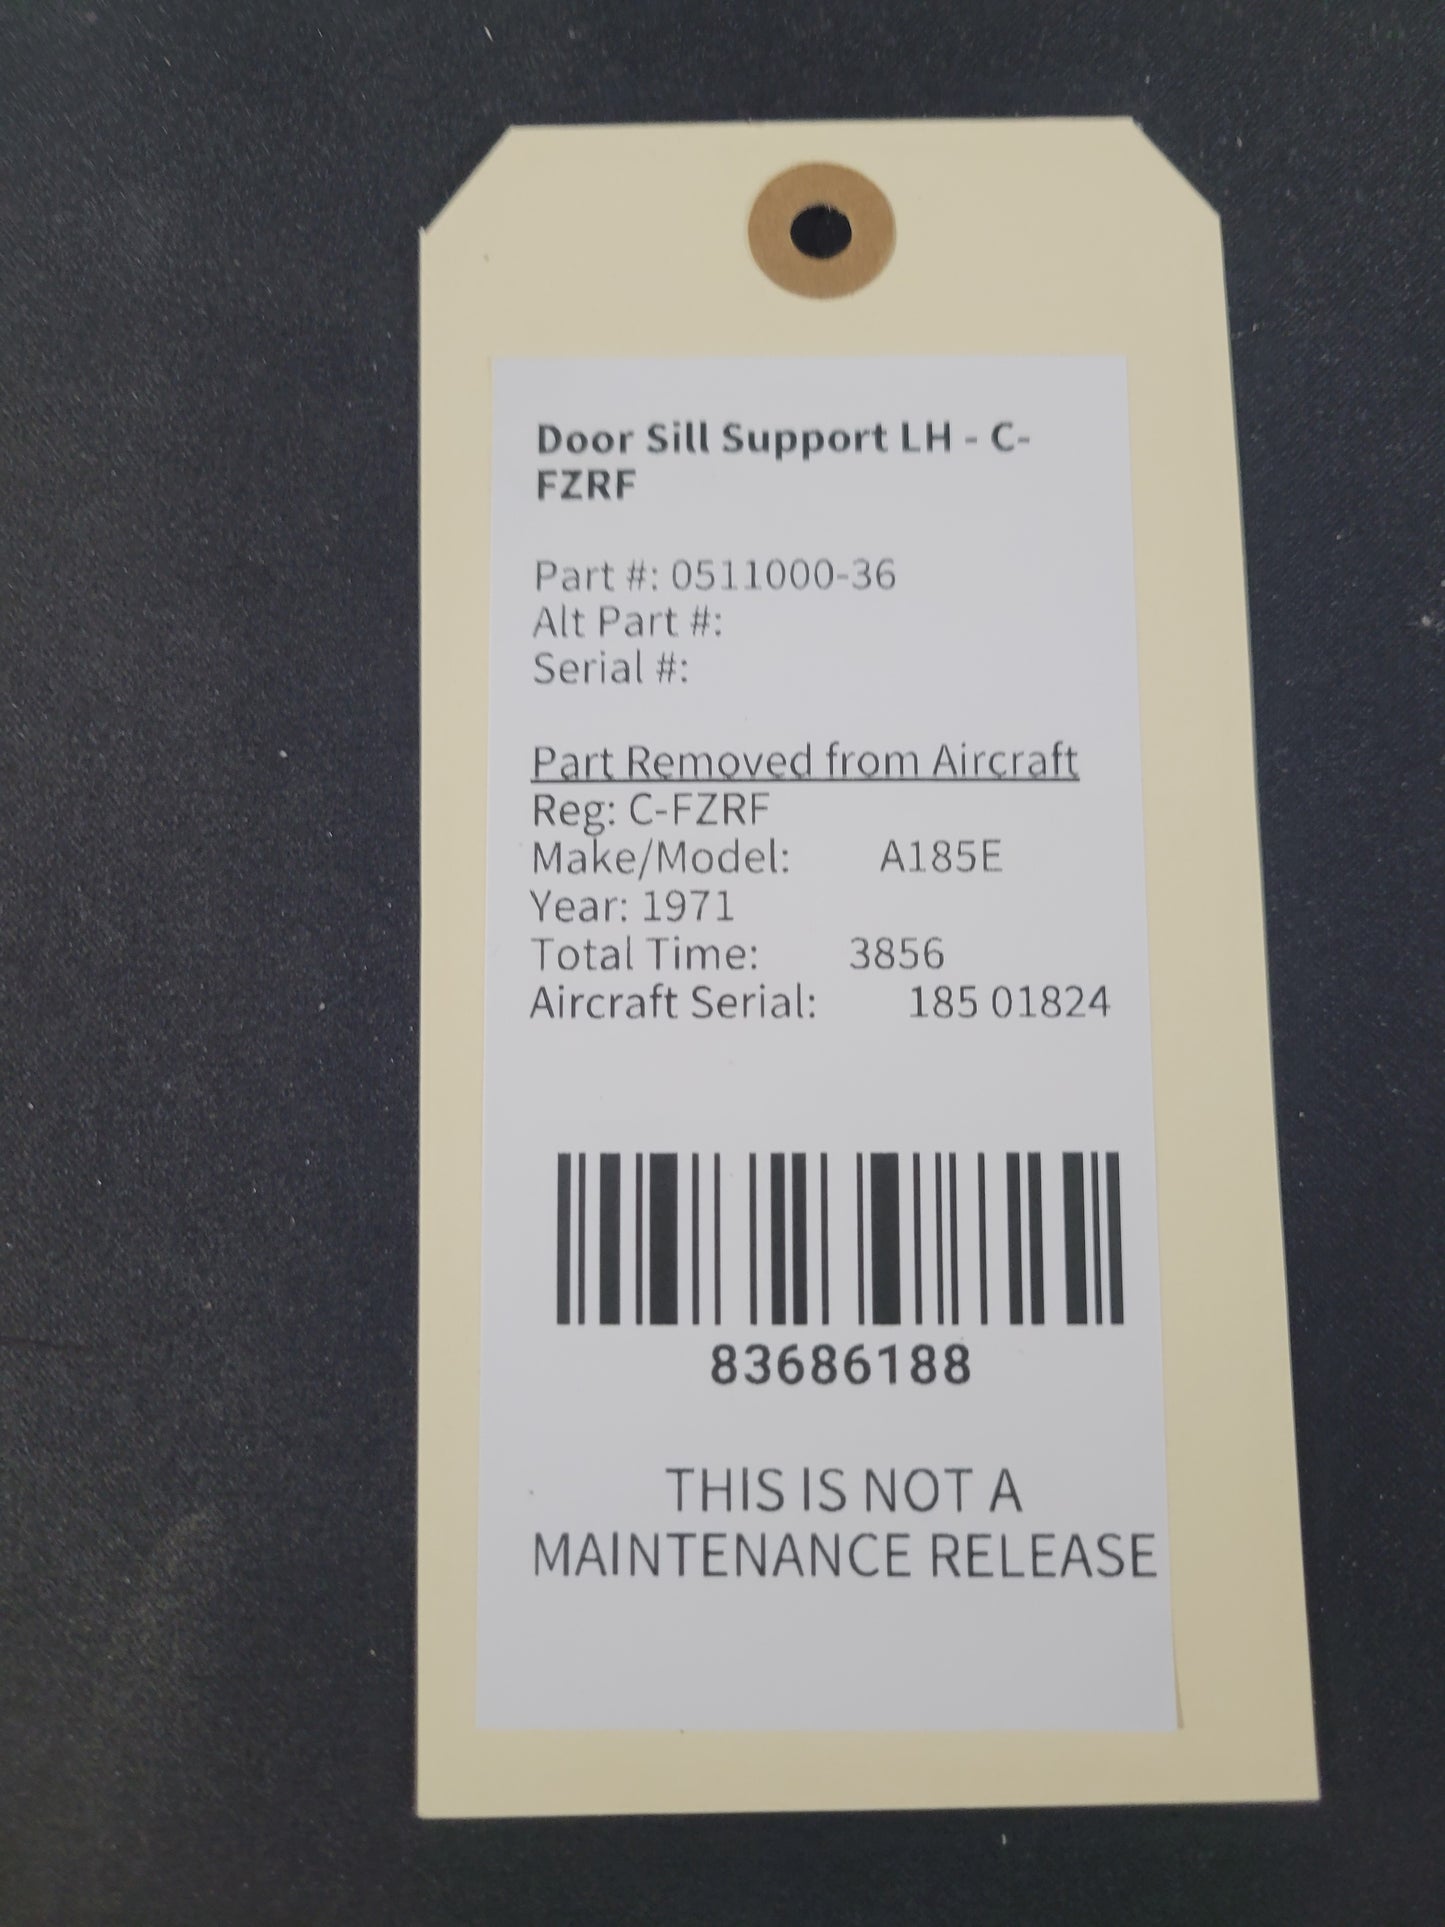 Door Sill Support LH - C-
FZRF
Part #: 0511000-36
Alt Part #:
Serial #:
Part Removed from Aircraft
Reg: C-FZRF
Make/Model: A185E
Year: 1971
Total Time: 3856
Aircraft Serial: 185 01824
83686188
THIS IS NOT A
MAINTENANCE RELEASE